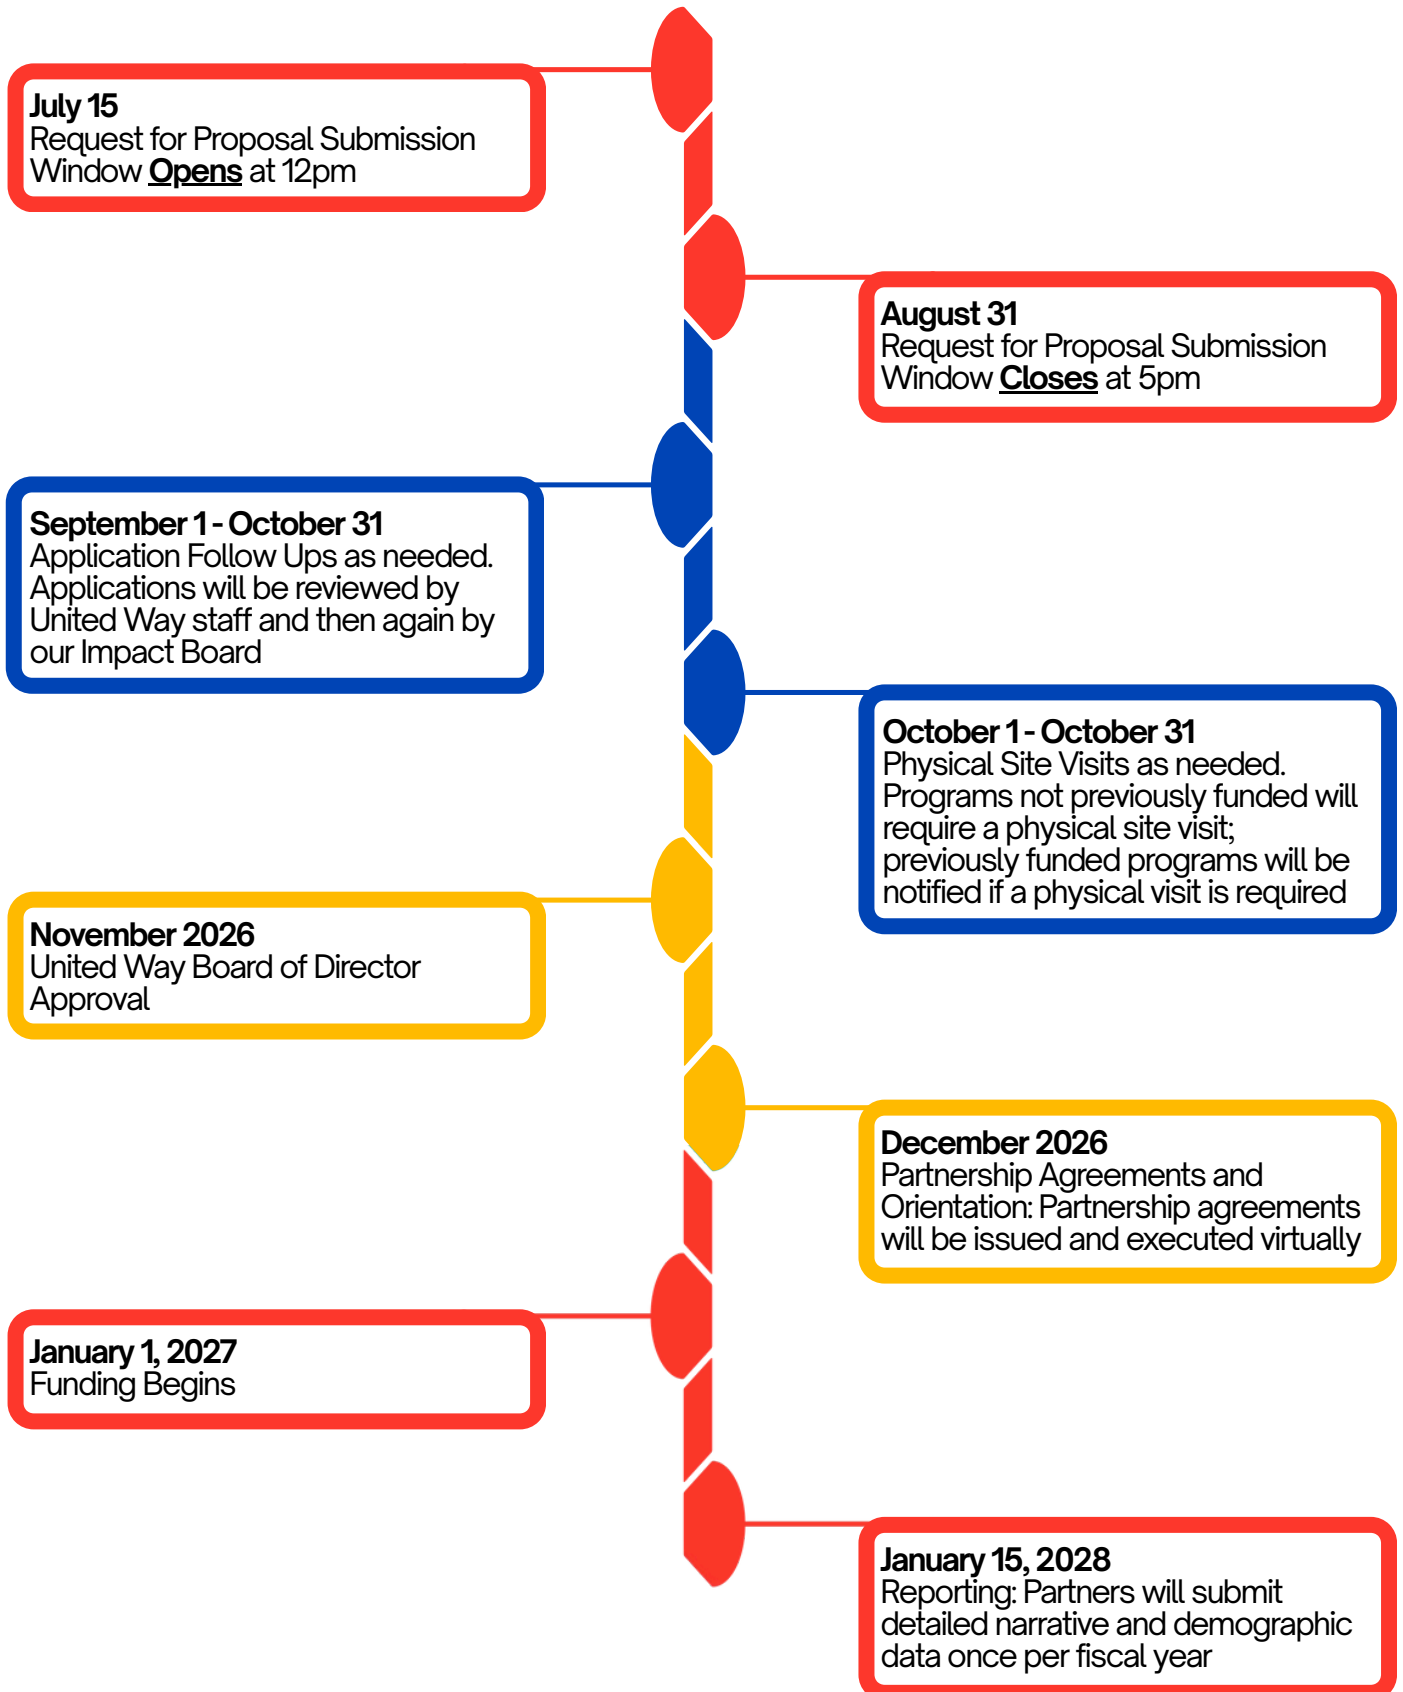 July 15
Request for Proposal Submission
Window Opens at 12pm
August 31
Request for Proposal Submission
Window Closes at 5pm
September 1 - October 31
Application Follow Ups as needed.
Applications will be reviewed by
United Way staff and then again by
our Impact Board
October 1 - October 31
Physical Site Visits as needed.
Programs not previously funded will
require a physical site visit;
previously funded programs will be
notified if a physical visit is required
November 2026
United Way Board of Director
Approval
December 2026
Partnership Agreements and
Orientation: Partnership agreements
will be issued and executed virtually
January 1, 2027
Funding Begins
January 15, 2028
Reporting: Partners will submit
detailed narrative and demographic
data once per fiscal year